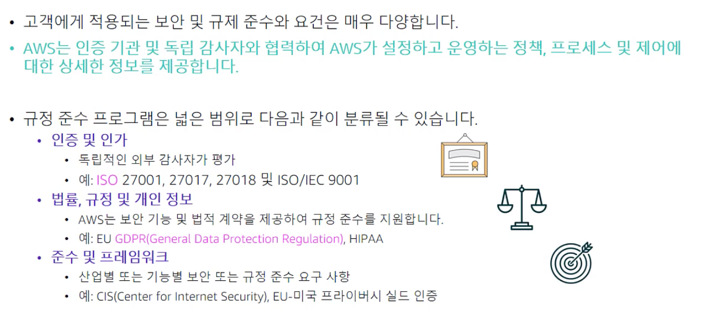 • 고객에게 적용되는 보안 및 규제 준수와 요건은 매우 다양합니다.
• AWS는 인증 기관 및 독립 감사자와 협력하여 AWS가 설정하고 운영하는 정책, 프로세스 및 제어에
대한 상세한 정보를 제공합니다.
• 규정 준수 프로그램은 넓은 범위로 다음과 같이 분류될 수 있습니다.
• 인증 및 인가
• 독립적인 외부 감사자가 평가
• 예: ISO 27001, 27017, 27018 및 ISO/IEC 9001
• 법률, 규정 및 개인 정보
• AWS는 보안 기능 및 법적 계약을 제공하여 규정 준수를 지원합니다.
• 예: EU GDPR(General Data Protection Regulation), HIPAA
• 준수 및 프레임워크
• 산업별 또는 기능별 보안 또는 규정 준수 요구 사항
• 예: CIS(Center for Internet Security), EU-미국 프라이버시 실드 인증